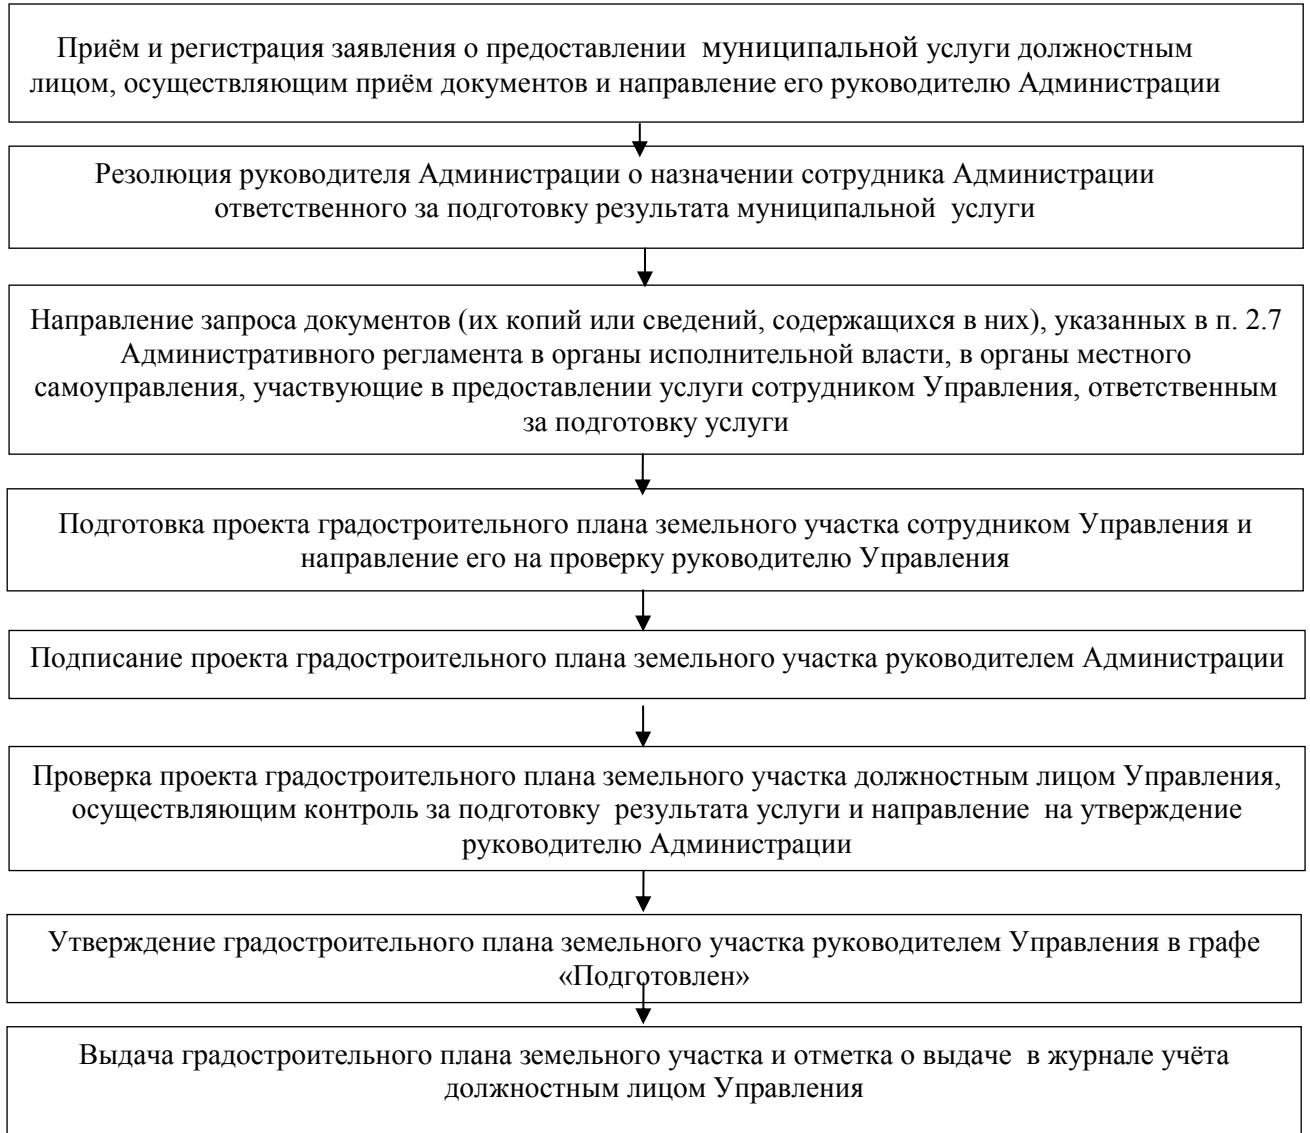 Приём и регистрация заявления о предоставлении муниципальной услуги должностным
лицом, осуществляющим приём документов и направление его руководителю Администрации
Резолюция руководителя Администрации о назначении сотрудника Администрации
ответственного за подготовку результата муниципальной услуги
Направление запроса документов (их копий или сведений, содержащихся в них), указанных в п. 2.7
Административного регламента в органы исполнительной власти, в органы местного
самоуправления, участвующие в предоставлении услуги сотрудником Управления, ответственным
за подготовку услуги
Подготовка проекта градостроительного плана земельного участка сотрудником Управления и
направление его на проверку руководителю Управления
Подписание проекта градостроительного плана земельного участка руководителем Администрации
Проверка проекта градостроительного плана земельного участка должностным лицом Управления,
осуществляющим контроль за подготовку результата услуги и направление на утверждение
руководителю Администрации
Утверждение градостроительного плана земельного участка руководителем Управления в графе
«Подготовлен»
Выдача градостроительного плана земельного участка и отметка о выдаче в журнале учёта
должностным лицом Управления